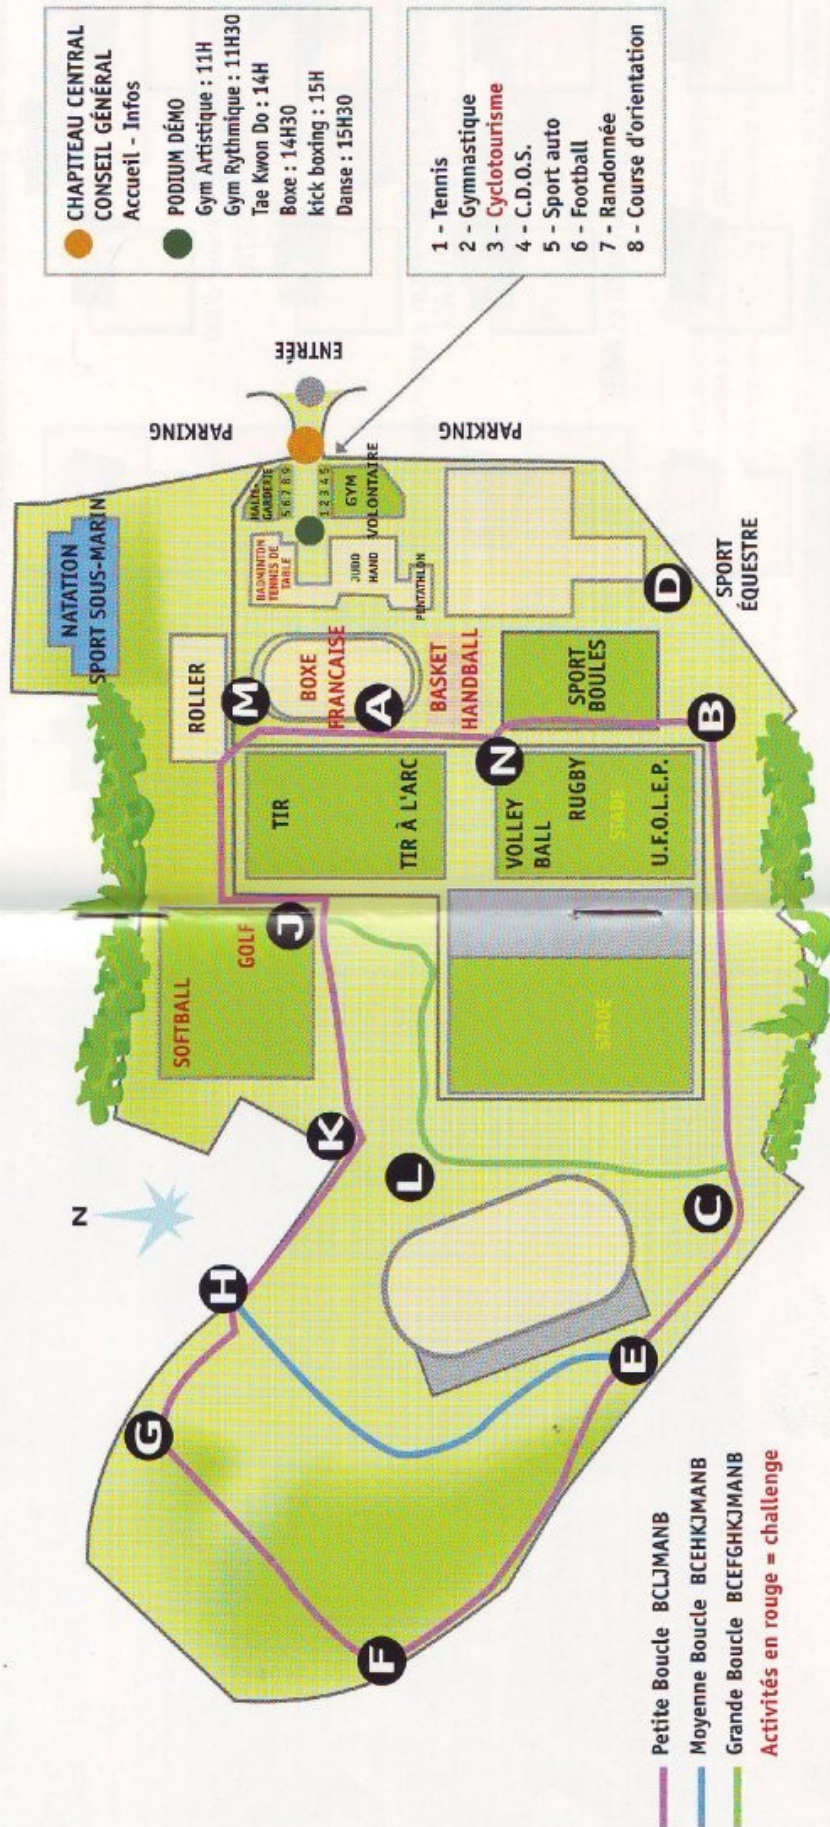 CHAPITEAU CENTRAL
CONSEIL GÉNÉRAL
Accueil - Infos
PODIUM DÉMO
Gym Artistique : 11H
Gym Rythmique : 11H30
Tae Kwon Do : 14H
Boxe : 14H30
kick boxing : 15H
Danse : 15H30
1 - Tennis
2 - Gymnastique
3 - Cyclotourisme
4 - C.D.O.S.
5 - Sport auto
6 - Football
7 - Randonnée
8 - Course d'orientation
ENTRÉE
PARKING
PARKING
NATATION
SPORT SOUS-MARIN
HALTE-
GARDERIE
5 6 7 8 9
1 2 3 4 5
GYM
VOLONTAIRE
BADMINTON
TENNIS DE
TABLE
JUDO
HAND
PENTATHLON
ROLLER
M
BOXE
FRANCAISE
A
BASKET
HANDBALL
SPORT
BOULES
D
SPORT
ÉQUESTRE
B
N
TIR
TIR À L'ARC
VOLLEY
BALL
RUGBY
STADE
U.F.O.L.E.P.
J
GOLF
SOFTBALL
STADE
K
L
C
N
H
E
G
F
Petite Boucle BCLJMANB
Moyenne Boucle BCEHKJMANB
Grande Boucle BCEFGHKJMANB
Activités en rouge = challenge